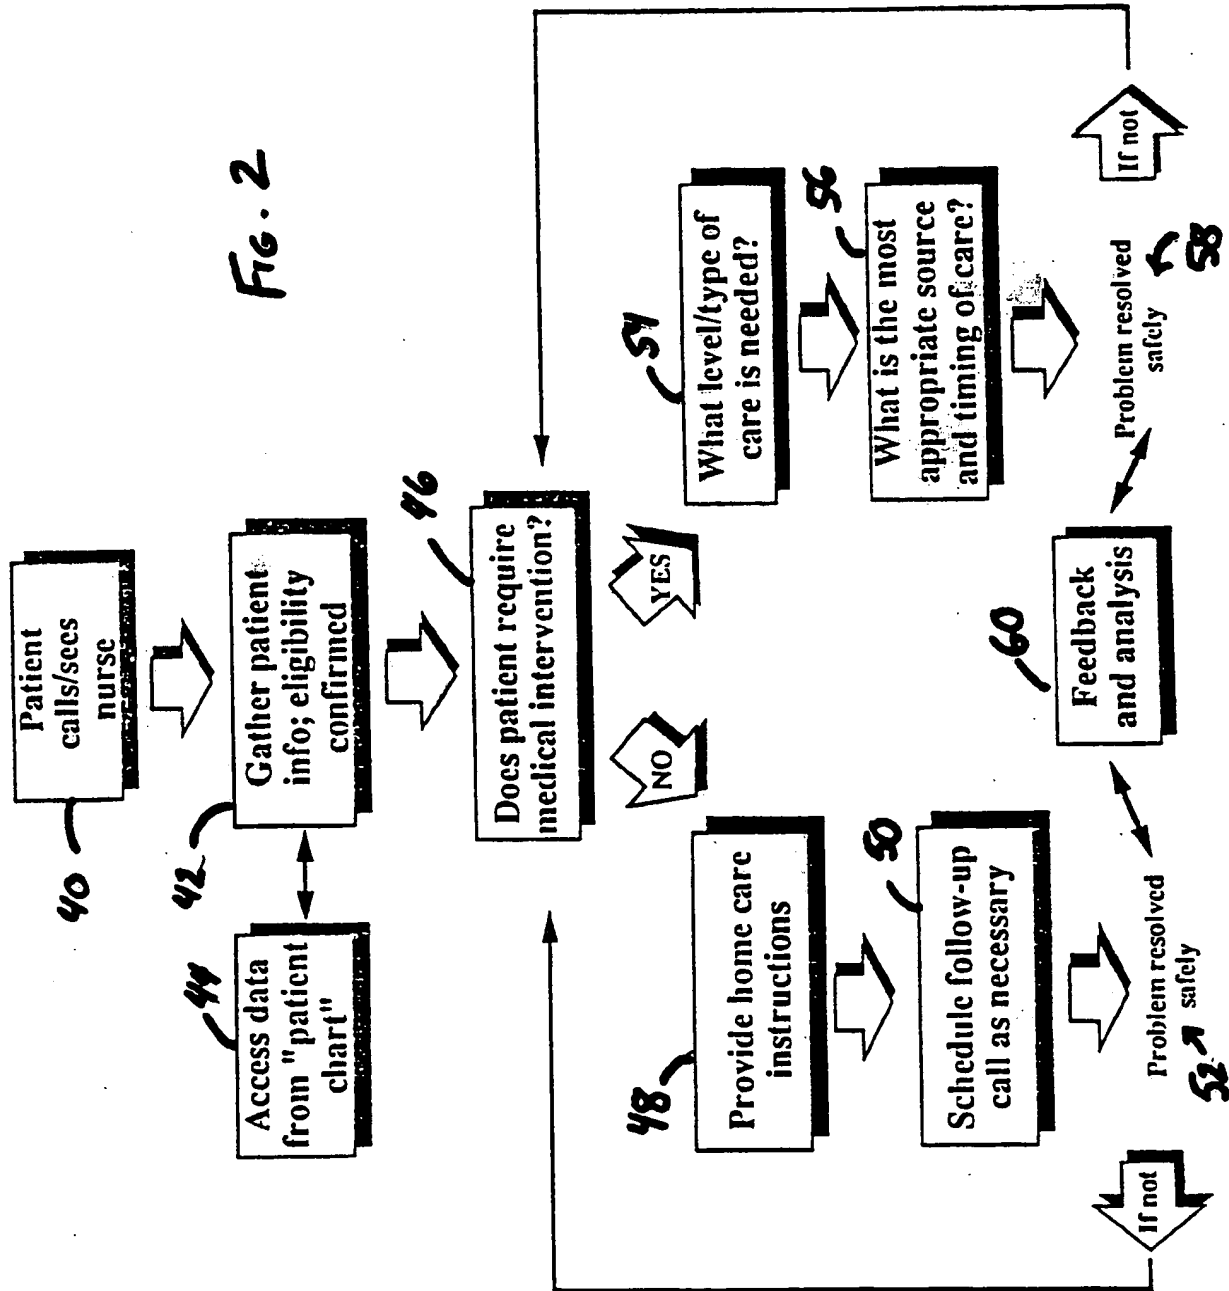 FIG. 2
40
Patient
calls/sees
nurse
42
Gather patient
info; eligibility
confirmed
44
Access data
from "patient
chart"
46
Does patient require
medical intervention?
NO
YES
48
Provide home care
instructions
50
Schedule follow-up
call as necessary
52
Problem resolved
safely
If not
54
What level/type of
care is needed?
56
What is the most
appropriate source
and timing of care?
58
Problem resolved
safely
If not
60
Feedback
and analysis